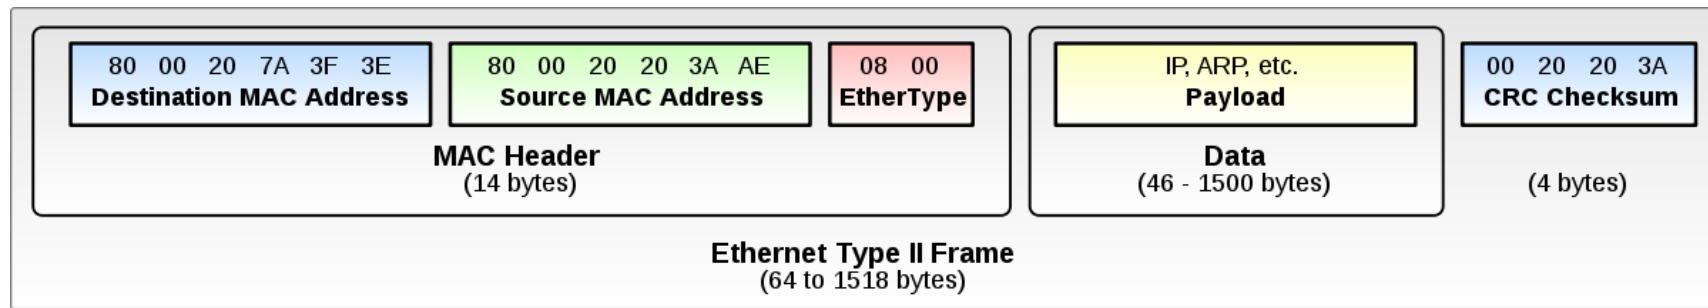 80 00 20 7A 3F 3E
Destination MAC Address
80 00 20 20 3A AE
Source MAC Address
08 00
EtherType
MAC Header
(14 bytes)
IP, ARP, etc.
Payload
Data
(46 - 1500 bytes)
00 20 20 3A
CRC Checksum
(4 bytes)
Ethernet Type II Frame
(64 to 1518 bytes)